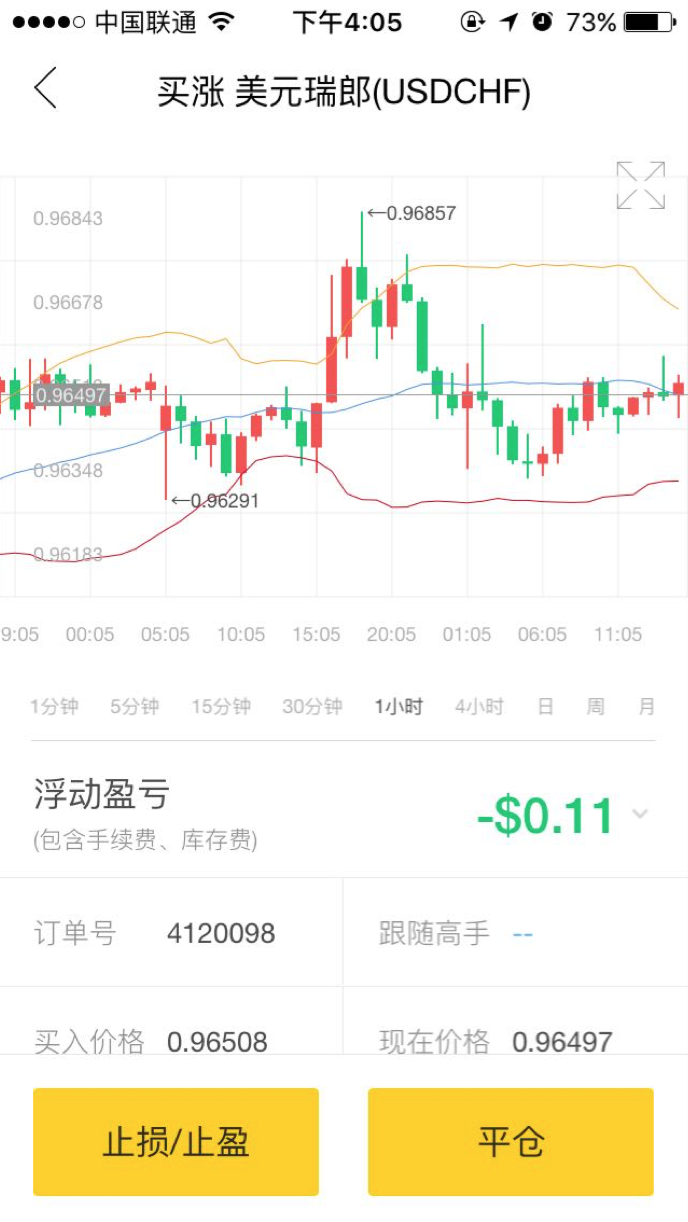 中国联通 下午4:05 73%
买涨 美元瑞郎(USDCHF)
0.96843
←0.96857
0.96678
0.96497
0.96348
←0.96291
0.96183
9:05 00:05 05:05 10:05 15:05 20:05 01:05 06:05 11:05
1分钟 5分钟 15分钟 30分钟 1小时 4小时 日 周 月
浮动盈亏
-$0.11
(包含手续费、库存费)
订单号 4120098 跟随高手 --
买入价格 0.96508 现在价格 0.96497
止损/止盈 平仓